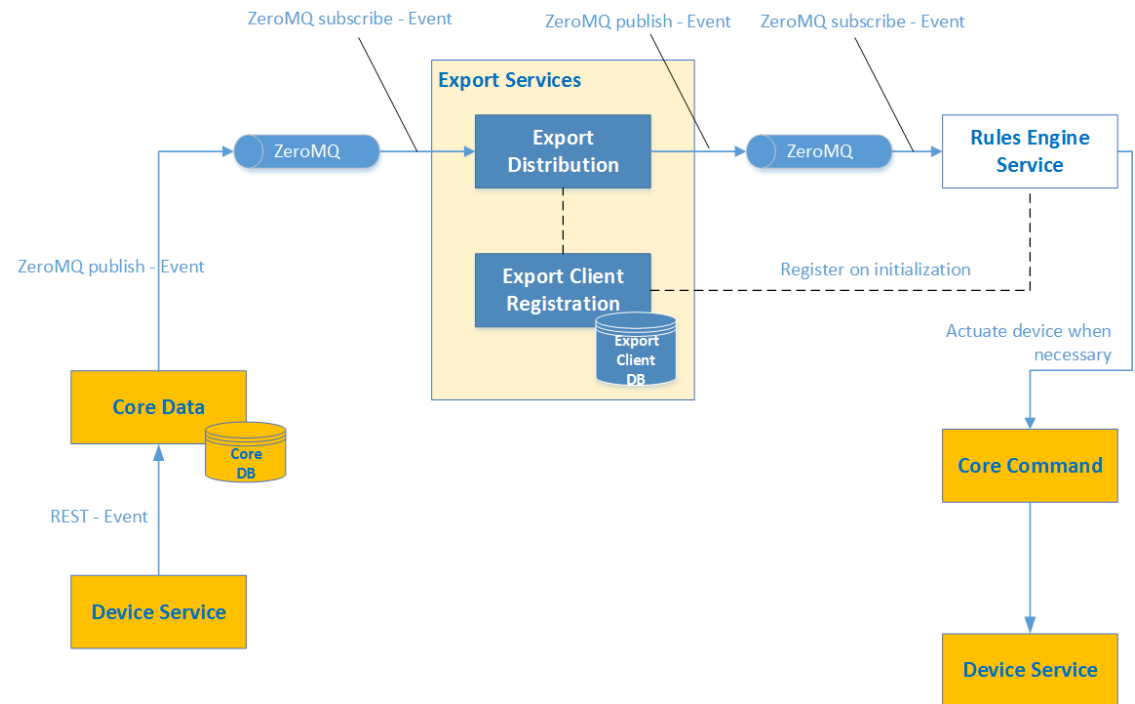 ZeroMQ subscribe - Event
ZeroMQ publish - Event
ZeroMQ subscribe - Event
Export Services
ZeroMQ
Export
Distribution
ZeroMQ
Rules Engine
Service
ZeroMQ publish - Event
Export Client
Registration
Register on initialization
Export
Client
DB
Actuate device when
necessary
Core Data
Core
DB
Core Command
REST - Event
Device Service
Device Service